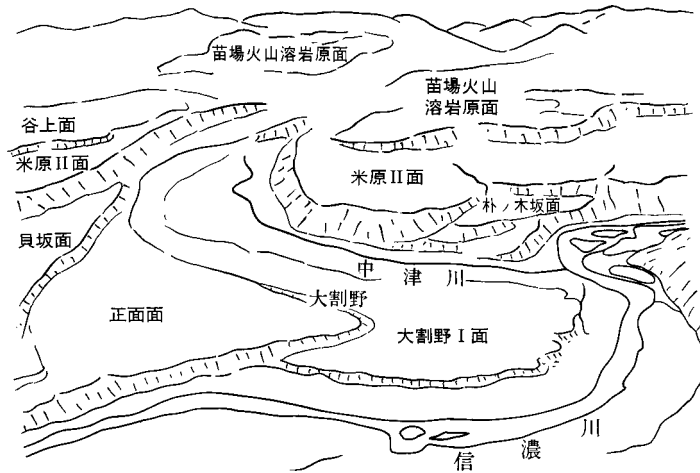 苗場火山溶岩原面
苗場火山
溶岩原面
谷上面
米原II面
米原II面
朴ノ木坂面
貝坂面
中津川
大割野
正面面
大割野I面
信濃川